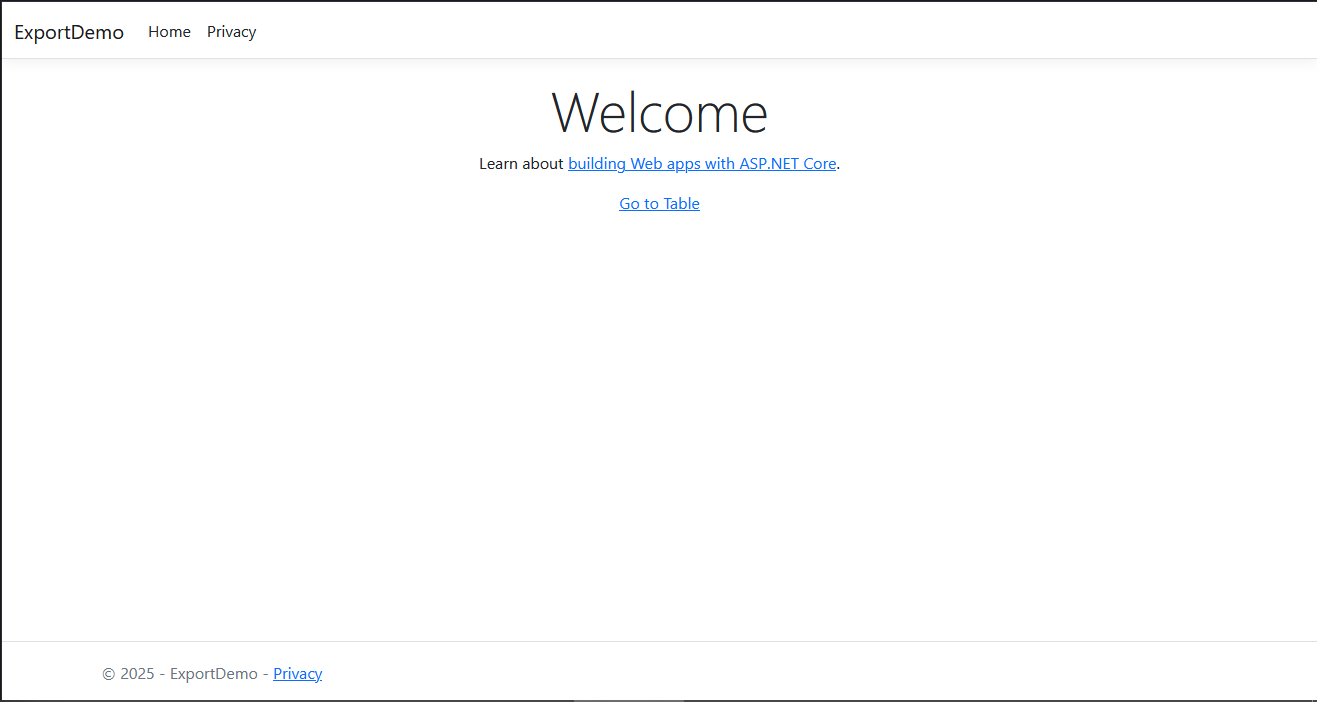 ExportDemo Home Privacy
Welcome
Learn about building Web apps with ASP.NET Core.
Go to Table
© 2025 - ExportDemo - Privacy